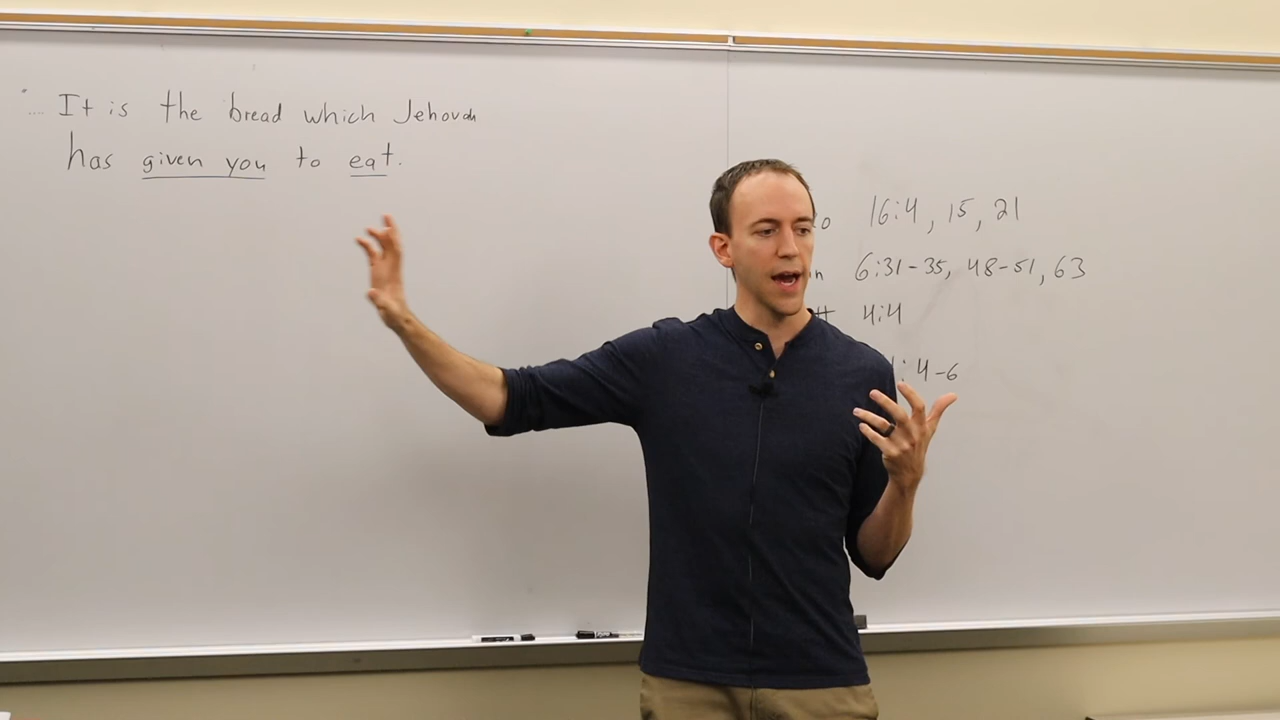 .... It is the bread which Jehovah
has given you to eat.
o 16:4, 15, 21
n 6:31-35, 48-51, 63
tt 4:4
: 4-6